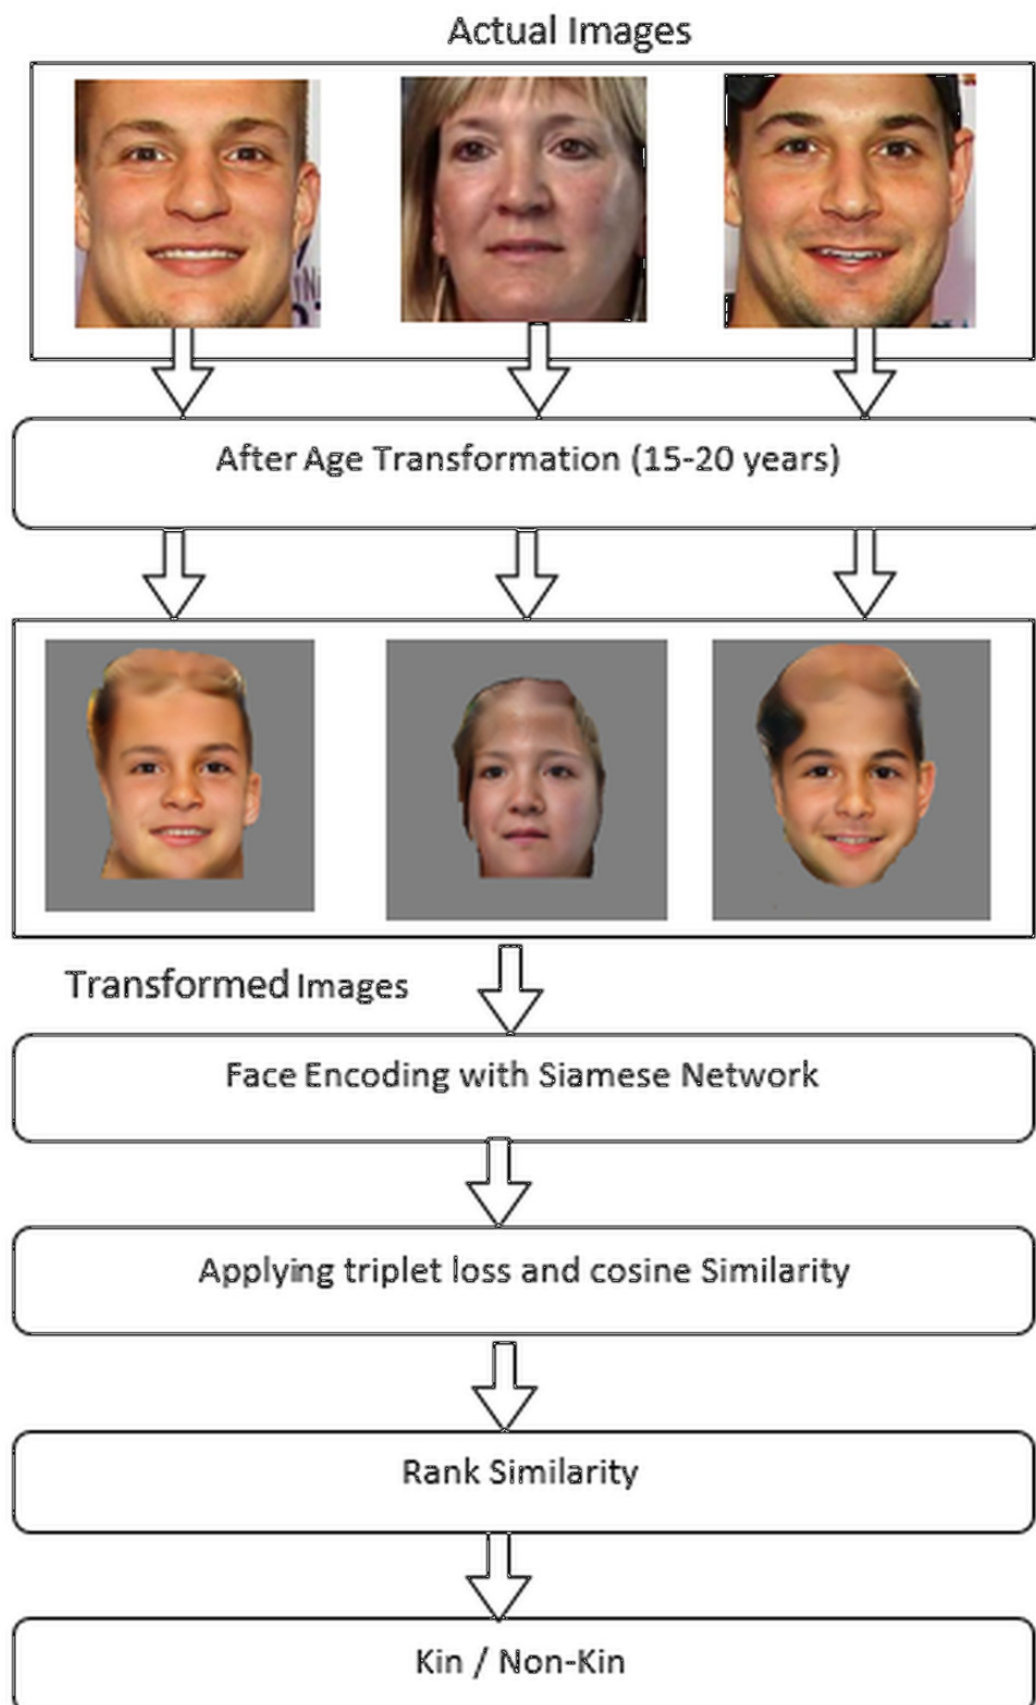 Actual Images
After Age Transformation (15-20 years)
Transformed Images
Face Encoding with Siamese Network
Applying triplet loss and cosine Similarity
Rank Similarity
Kin / Non-Kin